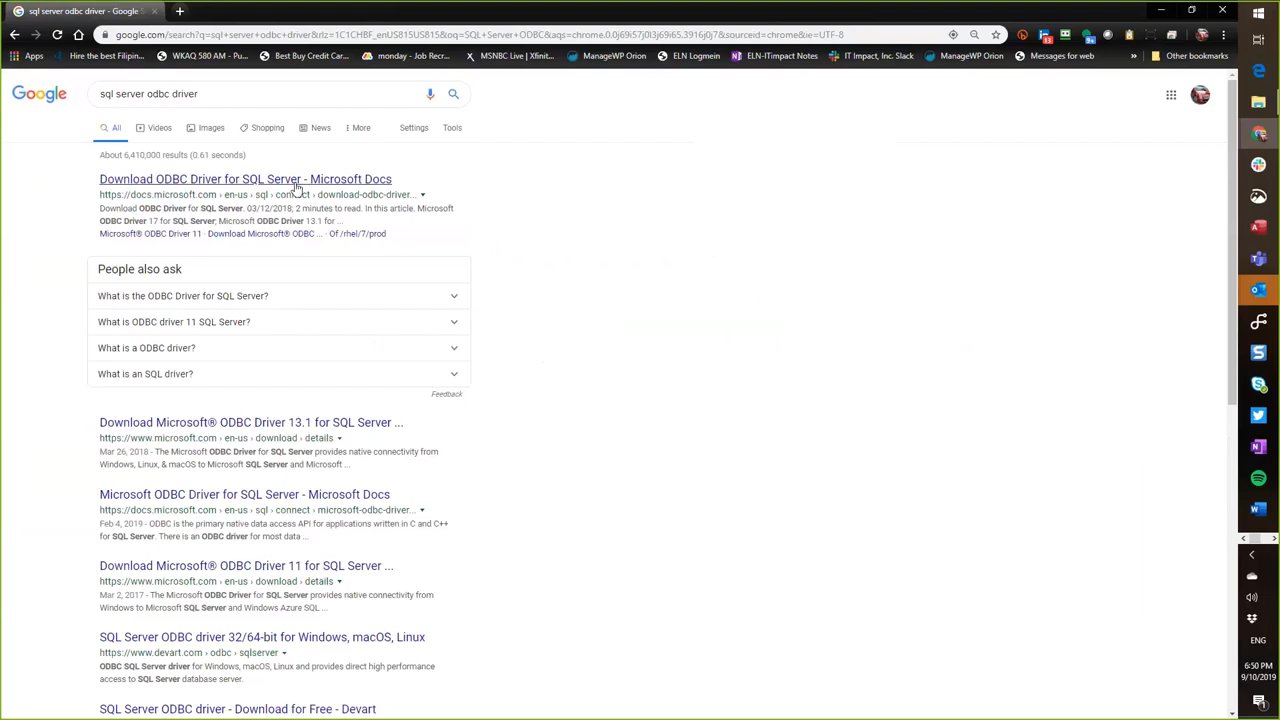 sql server odbc driver - Google S
google.com/search?q=sql+server+odbc+driver&rlz=1C1CHBF_enUS815US815&oq=SQL+Server+ODBC&aqs=chrome.0.0j69i57j0l3j69i65.3916j0j7&sourceid=chrome&ie=UTF-8
Apps Hire the best Filipin... WKAQ 580 AM - Pu... Best Buy Credit Car... monday - Job Recr... MSNBC Live | Xfinit... ManageWP Orion ELN Logmein ELN-ITImpact Notes IT Impact, Inc. Slack ManageWP Orion Messages for web » Other bookmarks
Google sql server odbc driver
All Videos Images Shopping News More Settings Tools
About 6,410,000 results (0.61 seconds)
Download ODBC Driver for SQL Server - Microsoft Docs
https://docs.microsoft.com › en-us › sql › connect › download-odbc-driver...
Download ODBC Driver for SQL Server. 03/12/2018; 2 minutes to read. In this article. Microsoft
ODBC Driver 17 for SQL Server; Microsoft ODBC Driver 13.1 for ...
Microsoft® ODBC Driver 11 · Download Microsoft® ODBC ... · Of /rhel/7/prod
People also ask
What is the ODBC Driver for SQL Server?
What is ODBC driver 11 SQL Server?
What is a ODBC driver?
What is an SQL driver?
Feedback
Download Microsoft® ODBC Driver 13.1 for SQL Server ...
https://www.microsoft.com › en-us › download › details
Mar 26, 2018 - The Microsoft ODBC Driver for SQL Server provides native connectivity from
Windows, Linux, & macOS to Microsoft SQL Server and Microsoft ...
Microsoft ODBC Driver for SQL Server - Microsoft Docs
https://docs.microsoft.com › en-us › sql › connect › microsoft-odbc-driver...
Feb 4, 2019 - ODBC is the primary native data access API for applications written in C and C++
for SQL Server. There is an ODBC driver for most data ...
Download Microsoft® ODBC Driver 11 for SQL Server ...
https://www.microsoft.com › en-us › download › details
Mar 2, 2017 - The Microsoft ODBC Driver for SQL Server provides native connectivity from
Windows to Microsoft SQL Server and Windows Azure SQL ...
SQL Server ODBC driver 32/64-bit for Windows, macOS, Linux
https://www.devart.com › odbc › sqlserver
ODBC SQL Server driver for Windows, macOS, Linux and provides direct high performance
access to SQL Server database server.
SQL Server ODBC driver - Download for Free - Devart
ENG
6:50 PM
9/10/2019